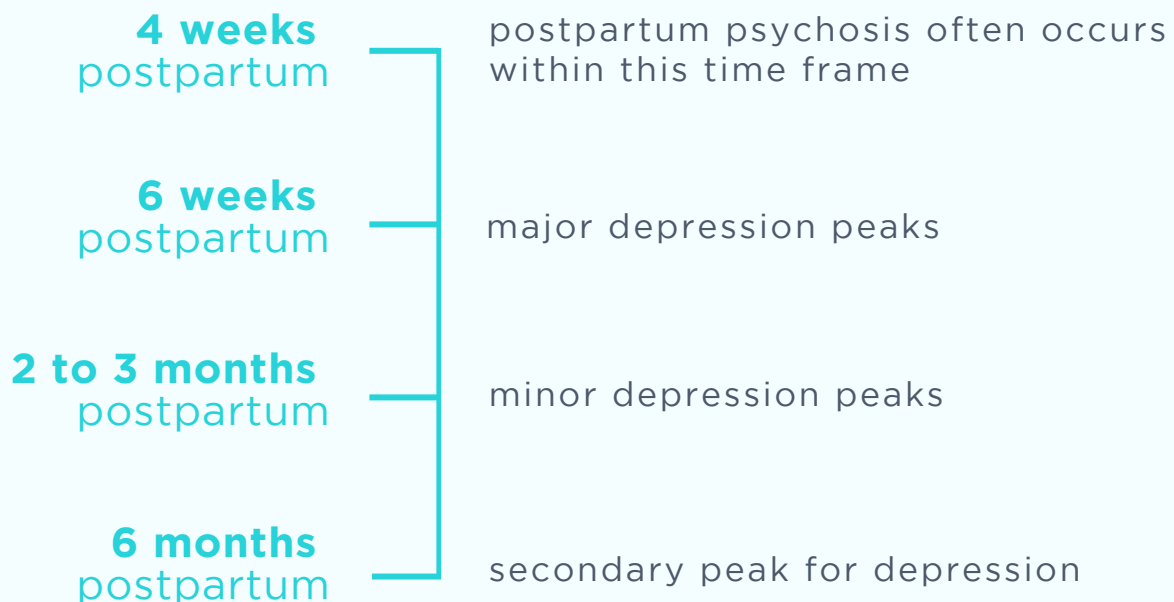 4 weeks
postpartum
postpartum psychosis often occurs
within this time frame
6 weeks
postpartum
major depression peaks
2 to 3 months
postpartum
minor depression peaks
6 months
postpartum
secondary peak for depression